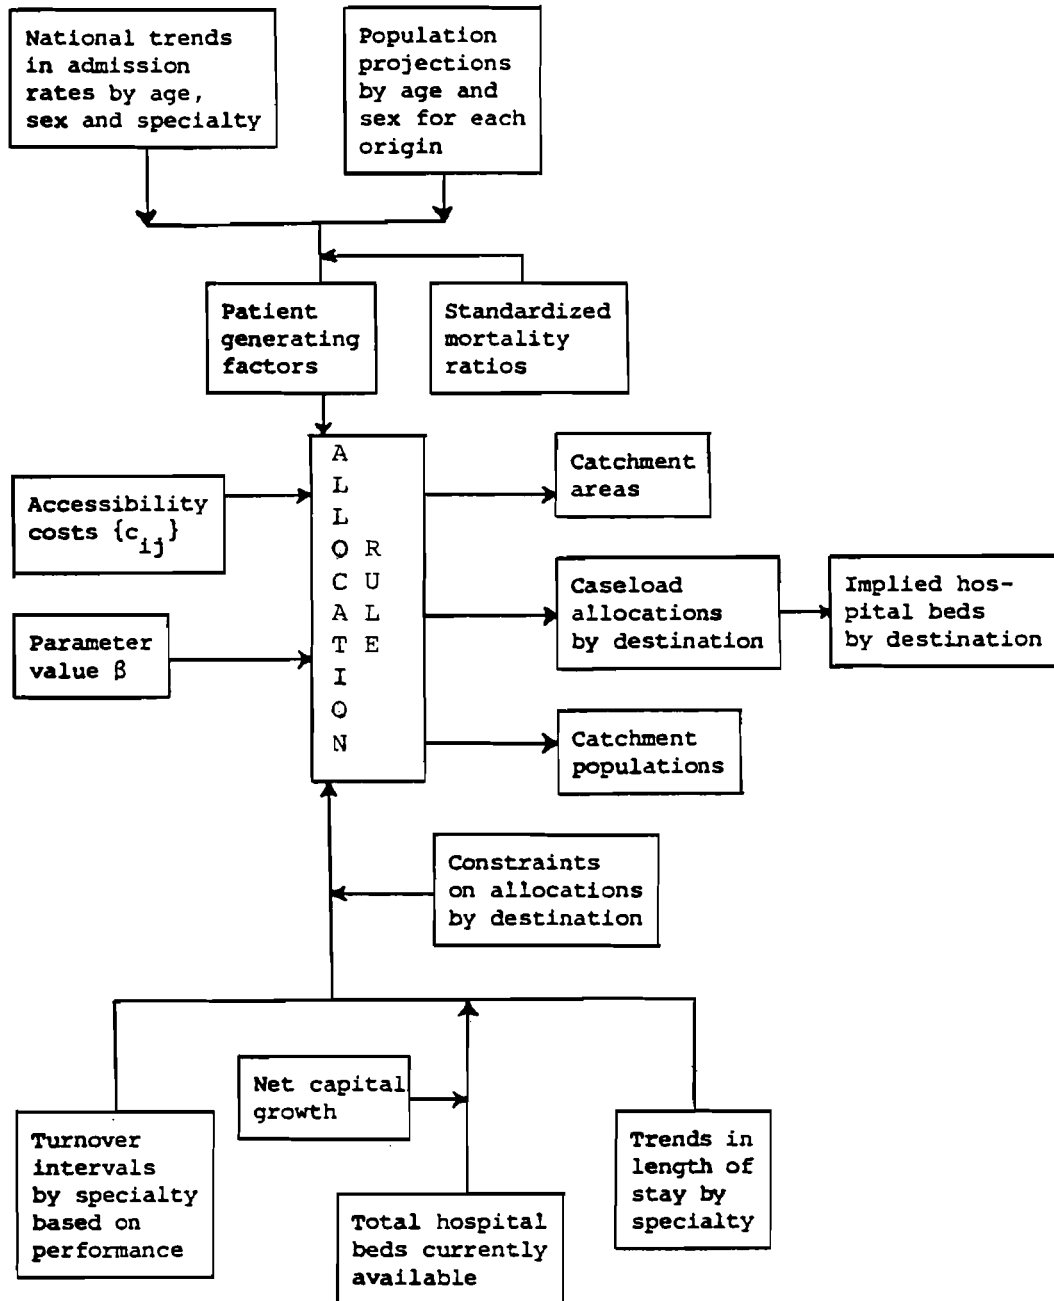 National trends
in admission
rates by age,
sex and specialty
Population
projections
by age and
sex for each
origin
Patient
generating
factors
Standardized
mortality
ratios
ALLOCATION
RULE
Accessibility
costs {c_ij}
Parameter
value β
Catchment
areas
Caseload
allocations
by destination
Implied hos-
pital beds
by destination
Catchment
populations
Constraints
on allocations
by destination
Net capital
growth
Turnover
intervals
by specialty
based on
performance
Total hospital
beds currently
available
Trends in
length of
stay by
specialty